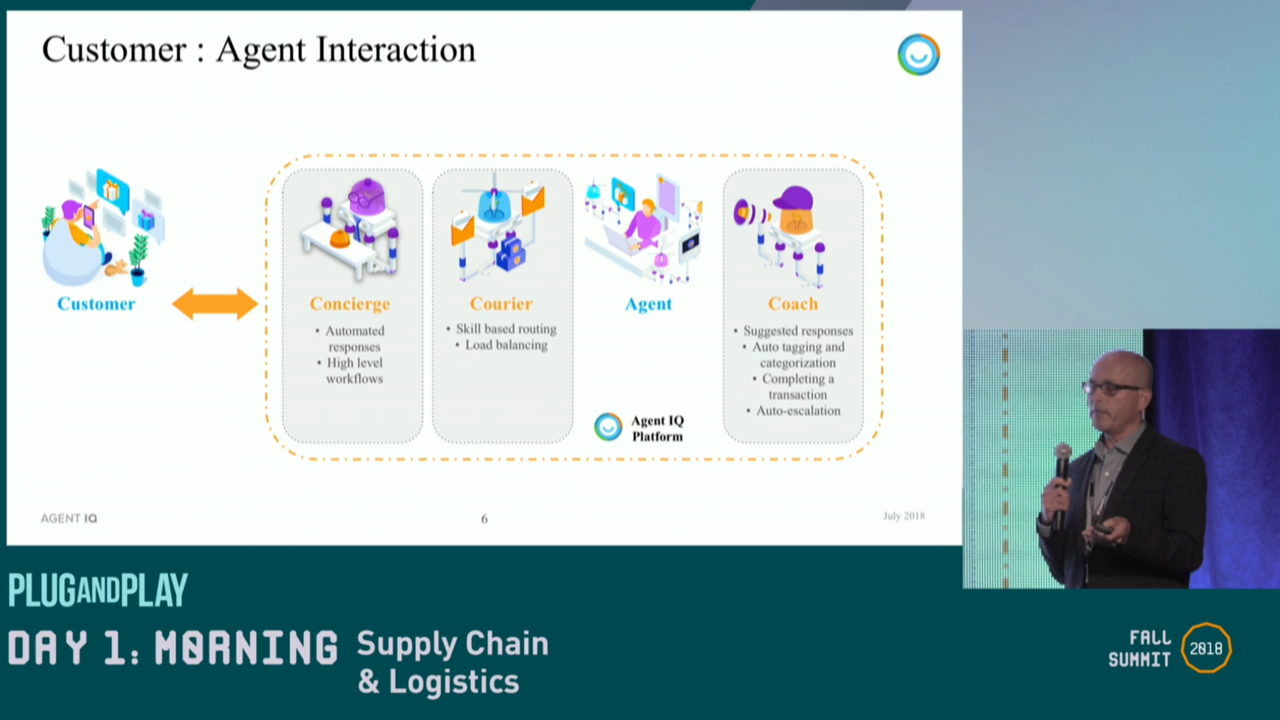 Customer : Agent Interaction
Customer
Concierge
• Automated
responses
• High level
workflows
Courier
• Skill based routing
• Load balancing
Agent
Agent IQ
Platform
Coach
• Suggested responses
• Auto tagging and
categorization
• Completing a
transaction
• Auto-escalation
AGENT IQ
6
July 2018
PLUGANDPLAY
DAY 1: MORNING
Supply Chain
& Logistics
FALL
SUMMIT
2018